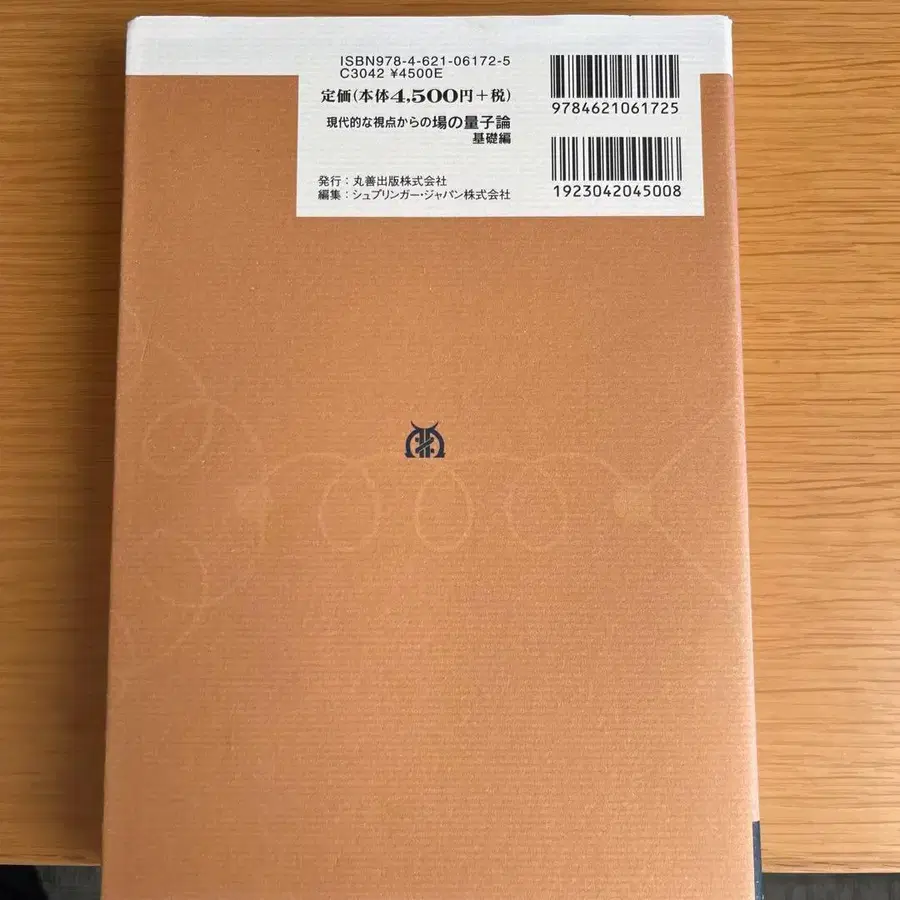 ISBN978-4-621-06172-5
C3042 ¥4500E
定価(本体4,500円+税)
現代的な視点からの場の量子論
基礎編
発行:丸善出版株式会社
編集:シュプリンガー・ジャパン株式会社
9784621061725
1923042045008